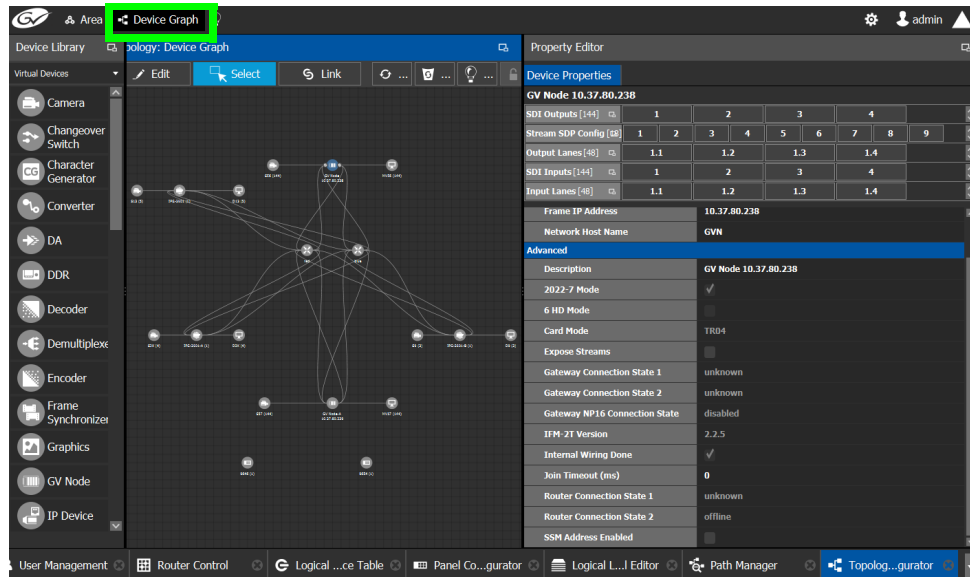 GV Area Device Graph admin
Device Library
pology: Device Graph
Property Editor
Virtual Devices
Edit Select Link ... ... ...
Device Properties
GV Node 10.37.80.238
Camera
Changeover
Switch
Character
Generator
CG
Converter
DA
DDR
Decoder
Demultiplexe
Encoder
Frame
Synchronizer
Graphics
GV Node
IP Device
SDI Outputs [144] 1 2 3 4
Stream SDP Config [18] 1 2 3 4 5 6 7 8 9
Output Lanes [48] 1.1 1.2 1.3 1.4
SDI Inputs [144] 1 2 3 4
Input Lanes [48] 1.1 1.2 1.3 1.4
Frame IP Address 10.37.80.238
Network Host Name GVN
Advanced
Description GV Node 10.37.80.238
2022-7 Mode
6 HD Mode
Card Mode TR04
Expose Streams
Gateway Connection State 1 unknown
Gateway Connection State 2 unknown
Gateway NP16 Connection State disabled
IFM-2T Version 2.2.5
Internal Wiring Done
Join Timeout (ms) 0
Router Connection State 1 unknown
Router Connection State 2 offline
SSM Address Enabled
User Management Router Control Logical ...ce Table Panel Co...gurator Logical L...l Editor Path Manager Topolog...gurator